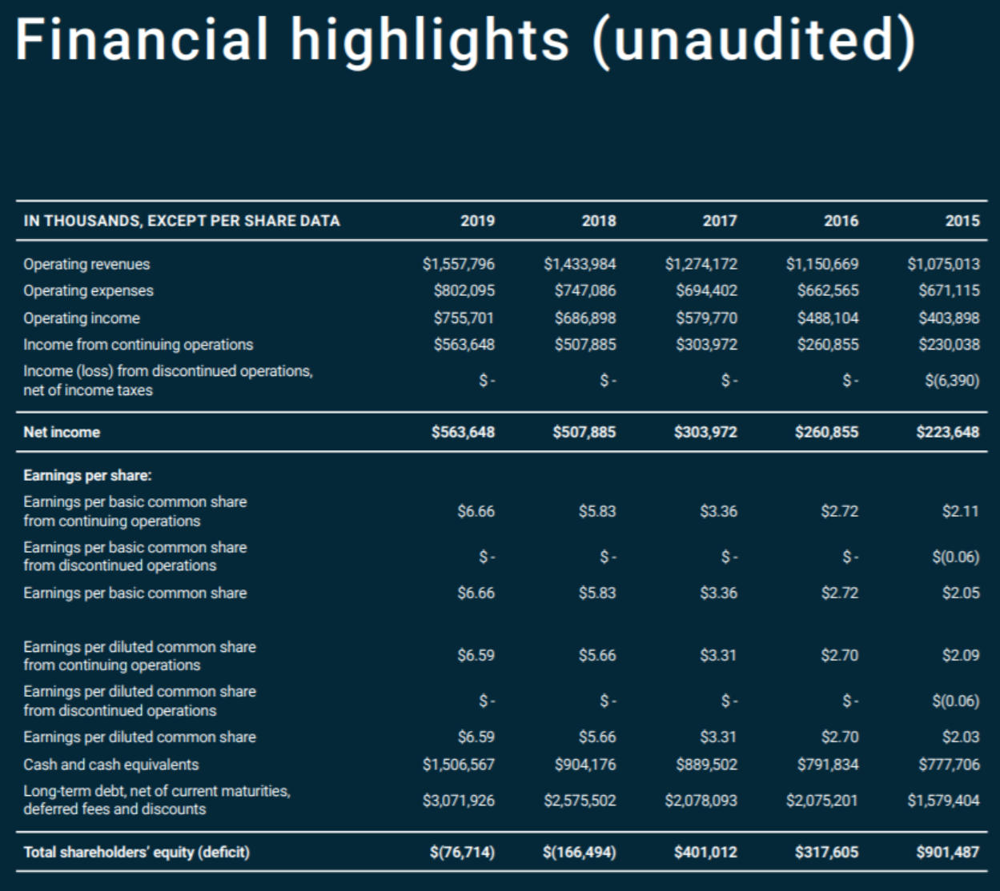 Financial highlights (unaudited)
IN THOUSANDS, EXCEPT PER SHARE DATA 2019 2018 2017 2016 2015
Operating revenues $1,557,796 $1,433,984 $1,274,172 $1,150,669 $1,075,013
Operating expenses $802,095 $747,086 $694,402 $662,565 $671,115
Operating income $755,701 $686,898 $579,770 $488,104 $403,898
Income from continuing operations $563,648 $507,885 $303,972 $260,855 $230,038
Income (loss) from discontinued operations,
net of income taxes $- $- $- $- $(6,390)
Net income $563,648 $507,885 $303,972 $260,855 $223,648
Earnings per share:
Earnings per basic common share
from continuing operations $6.66 $5.83 $3.36 $2.72 $2.11
Earnings per basic common share
from discontinued operations $- $- $- $- $(0.06)
Earnings per basic common share $6.66 $5.83 $3.36 $2.72 $2.05
Earnings per diluted common share
from continuing operations $6.59 $5.66 $3.31 $2.70 $2.09
Earnings per diluted common share
from discontinued operations $- $- $- $- $(0.06)
Earnings per diluted common share $6.59 $5.66 $3.31 $2.70 $2.03
Cash and cash equivalents $1,506,567 $904,176 $889,502 $791,834 $777,706
Long-term debt, net of current maturities,
deferred fees and discounts $3,071,926 $2,575,502 $2,078,093 $2,075,201 $1,579,404
Total shareholders' equity (deficit) $(76,714) $(166,494) $401,012 $317,605 $901,487